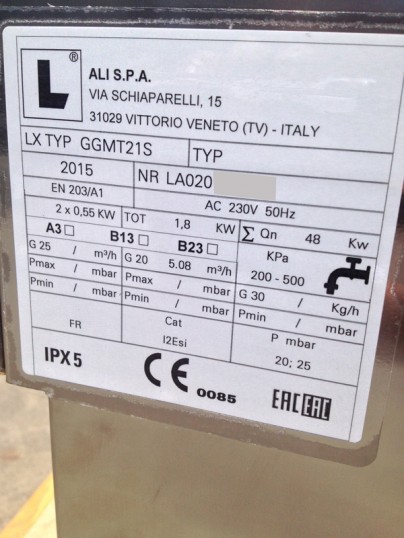 L ®
ALI S.P.A.
VIA SCHIAPARELLI, 15
31029 VITTORIO VENETO (TV) - ITALY
LX TYP GGMT21S TYP
2015 NR LA020
EN 203/A1 AC 230V 50Hz
2 x 0,55 KW TOT 1,8 KW Σ Qn 48 Kw
A3 □ B13 □ B23 □ KPa
G 25 / m³/h G 20 5.08 m³/h 200 - 500
Pmax / mbar Pmax / mbar G 30 / Kg/h
Pmin / mbar Pmin / mbar Pmin / mbar
FR Cat P mbar
I2Esi 20; 25
IPX5 CE 0085 EAC EAC